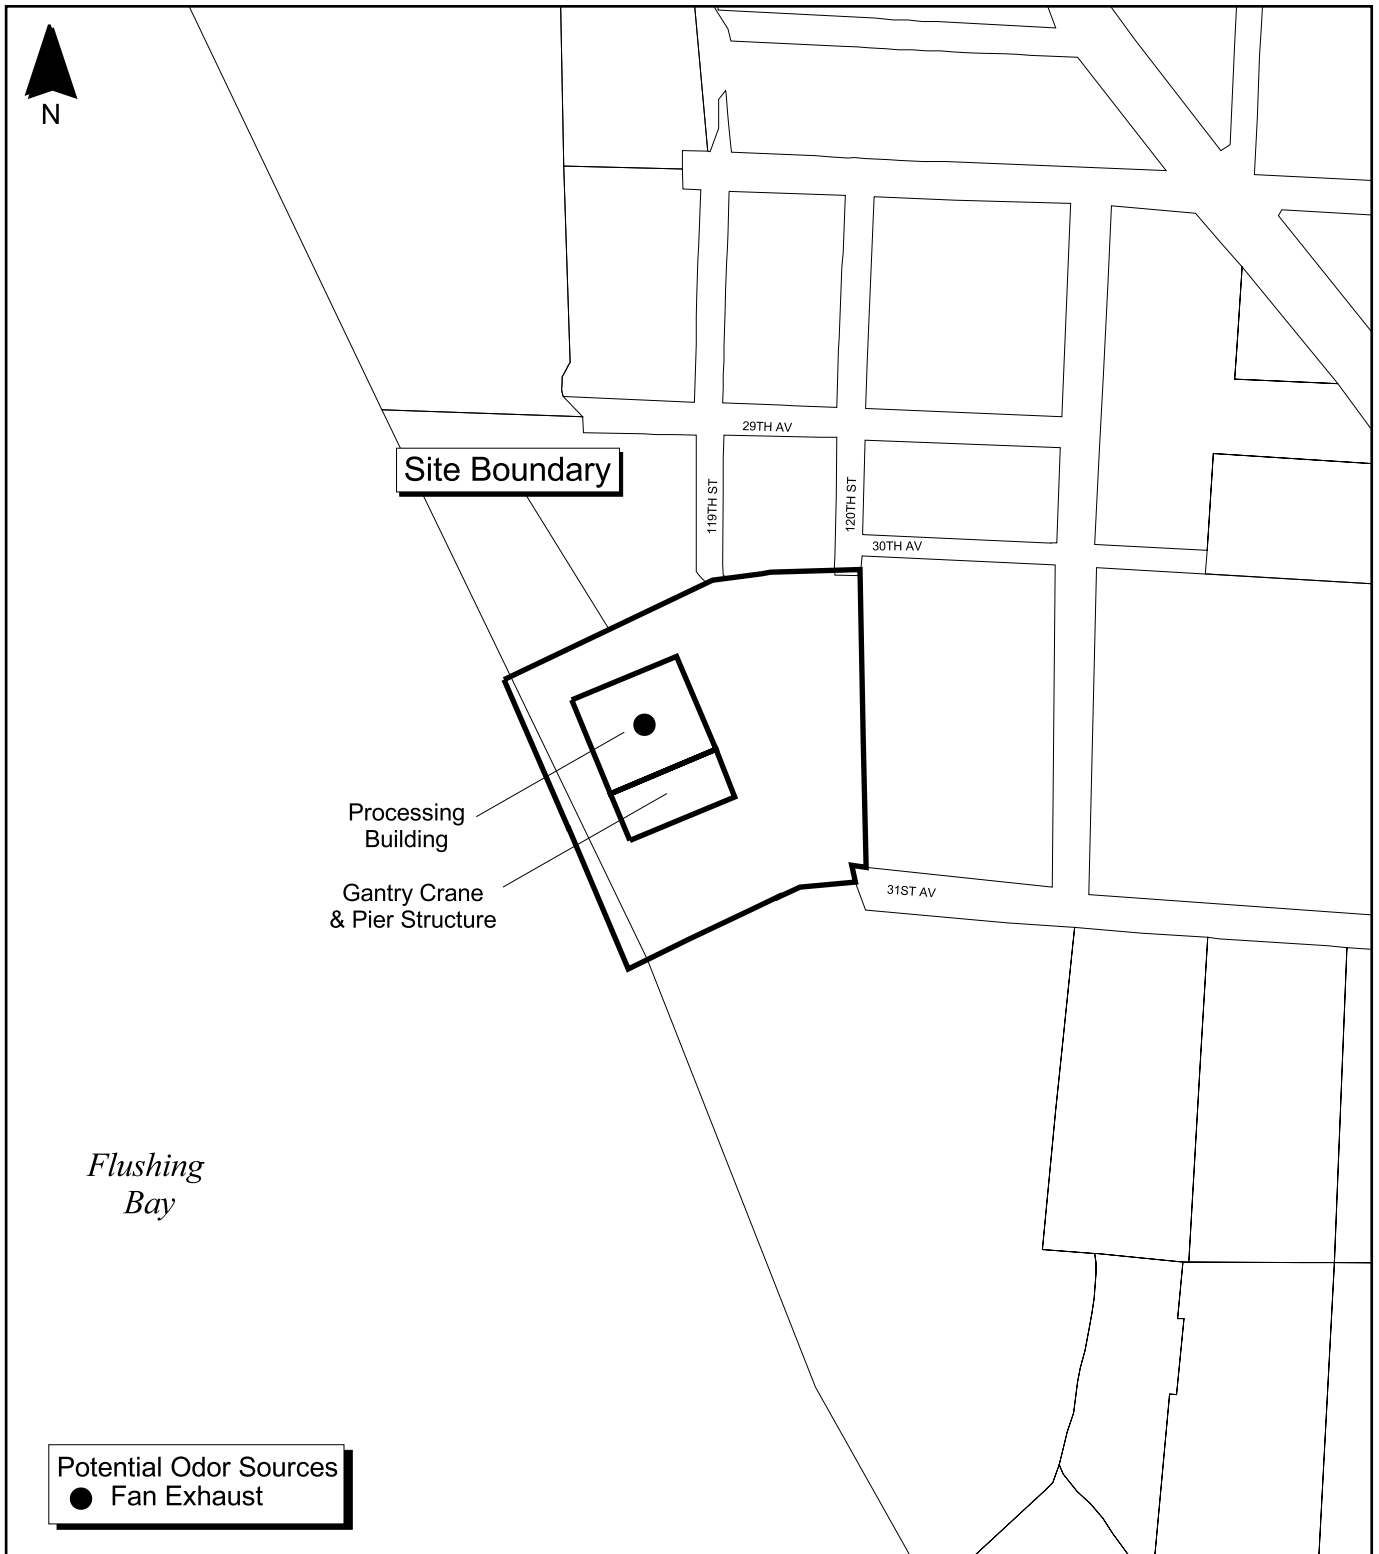 N
29TH AV
Site Boundary
119TH ST
120TH ST
30TH AV
Processing
Building
Gantry Crane
& Pier Structure
31ST AV
Flushing
Bay
Potential Odor Sources
Fan Exhaust